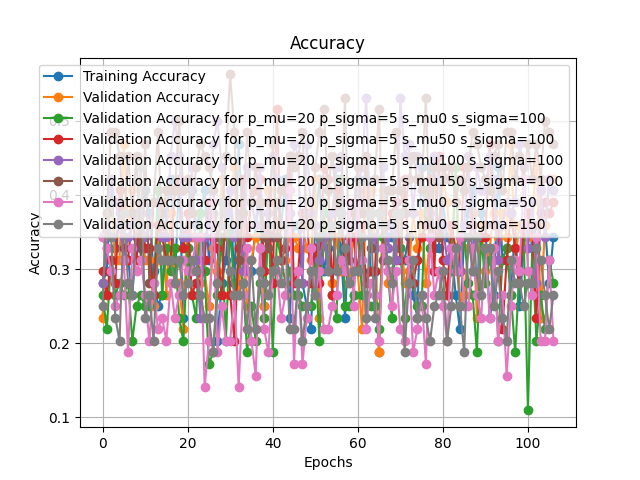 Accuracy
Training Accuracy
Validation Accuracy
Validation Accuracy for p_mu=20 p_sigma=5 s_mu0 s_sigma=100
Validation Accuracy for p_mu=20 p_sigma=5 s_mu50 s_sigma=100
Validation Accuracy for p_mu=20 p_sigma=5 s_mu100 s_sigma=100
Validation Accuracy for p_mu=20 p_sigma=5 s_mu150 s_sigma=100
Validation Accuracy for p_mu=20 p_sigma=5 s_mu0 s_sigma=50
Validation Accuracy for p_mu=20 p_sigma=5 s_mu0 s_sigma=150
Accuracy
0.5
0.4
0.3
0.2
0.1
0 20 40 60 80 100
Epochs